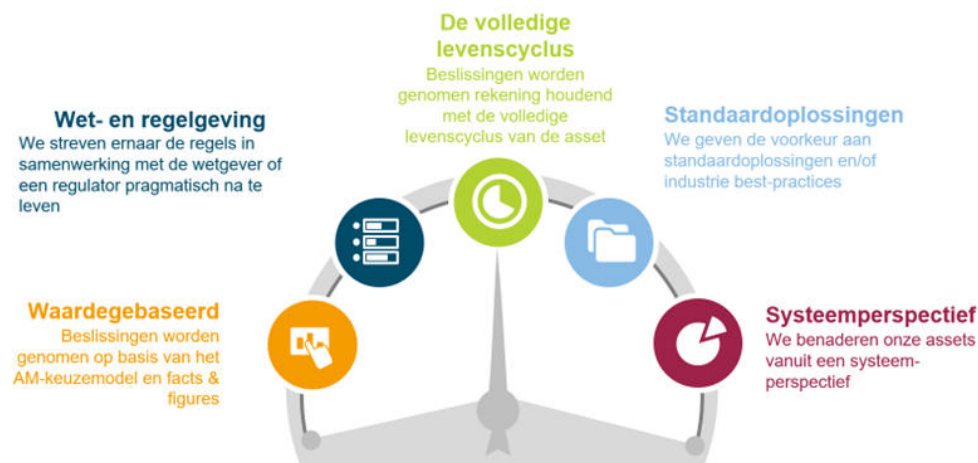 De volledige
levenscyclus
Beslissingen worden
genomen rekening houdend
met de volledige
levenscyclus van de asset
Wet- en regelgeving
We streven ernaar de regels in
samenwerking met de wetgever of
een regulator pragmatisch na te
leven
Standaardoplossingen
We geven de voorkeur aan
standaardoplossingen en/of
industrie best-practices
Waardegebaseerd
Beslissingen worden
genomen op basis van het
AM-keuzemodel en facts &
figures
Systeemperspectief
We benaderen onze assets
vanuit een systeem-
perspectief